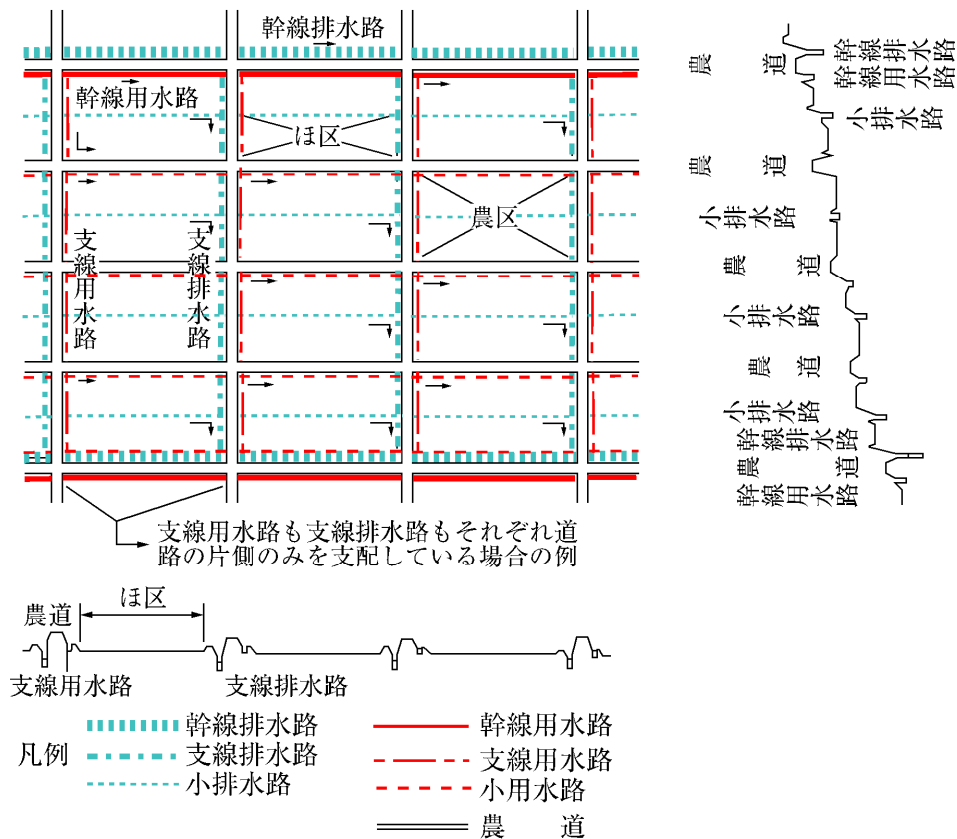 幹線排水路
幹線用水路
ほ区
農区
支線用水路
支線排水路
支線用水路も支線排水路もそれぞれ道
路の片側のみを支配している場合の例
農道
幹線排水路
幹線用水路
小排水路
農道
小排水路
農道
小排水路
農道
小排水路
幹線排水路
農道
幹線用水路
ほ区
農道
支線用水路
支線排水路
凡例
幹線排水路
支線排水路
小排水路
幹線用水路
支線用水路
小用水路
農道